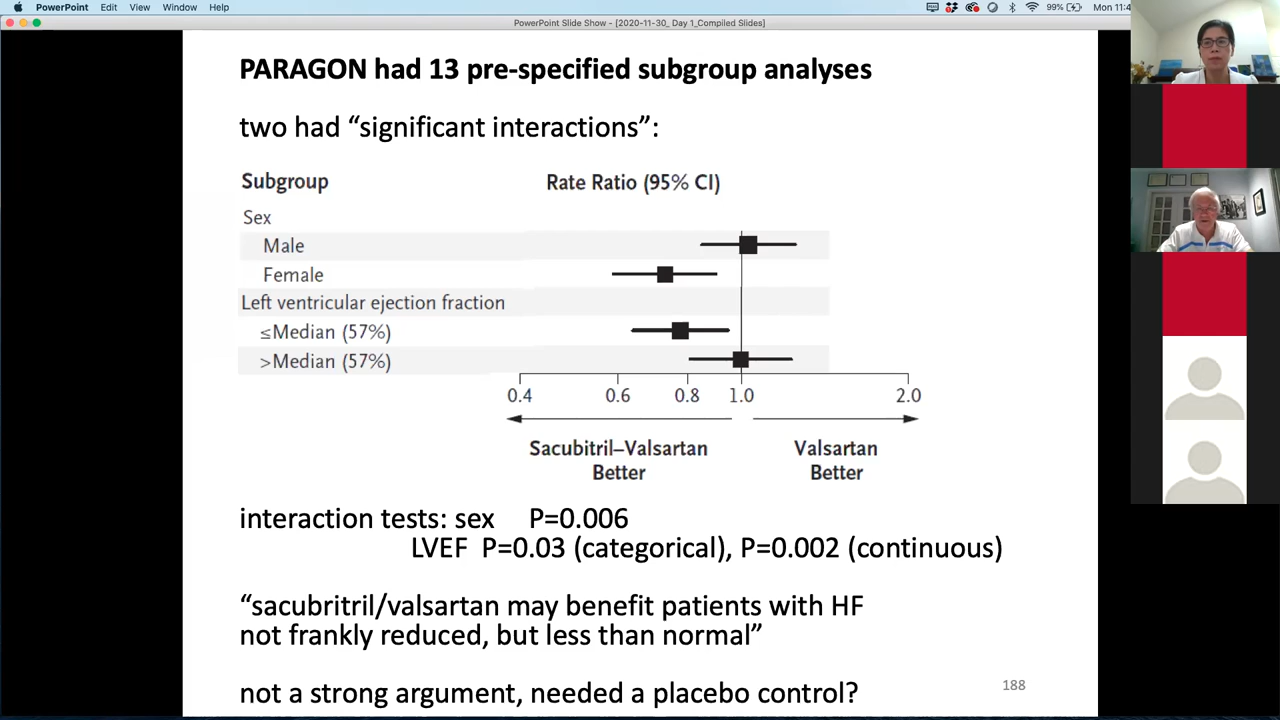 PowerPoint Edit View Window Help 99% Mon 11:4
PowerPoint Slide Show - [2020-11-30_ Day 1_Compiled Slides]
PARAGON had 13 pre-specified subgroup analyses
two had “significant interactions”:
Subgroup Rate Ratio (95% CI)
Sex
Male
Female
Left ventricular ejection fraction
≤Median (57%)
>Median (57%)
0.4 0.6 0.8 1.0 2.0
Sacubitril–Valsartan Valsartan
Better Better
interaction tests: sex P=0.006
LVEF P=0.03 (categorical), P=0.002 (continuous)
“sacubritril/valsartan may benefit patients with HF
not frankly reduced, but less than normal”
not a strong argument, needed a placebo control?
188